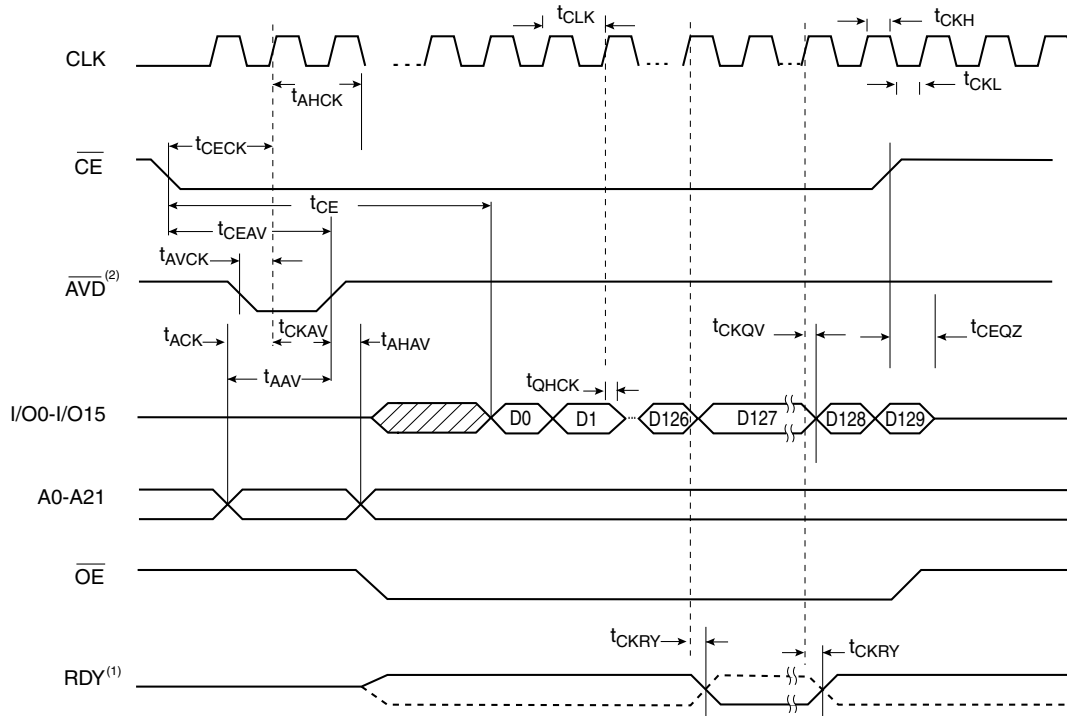 CLK
tCLK
tCKH
tCKL
tAHCK
CE
tCECK
tCE
tCEAV
AVD(2)
tAVCK
tACK
tCKAV
tAHAV
tAAV
tCKQV
tCEQZ
tQHCK
I/O0-I/O15
D0
D1
D126
D127
D128
D129
A0-A21
OE
tCKRY
tCKRY
RDY(1)